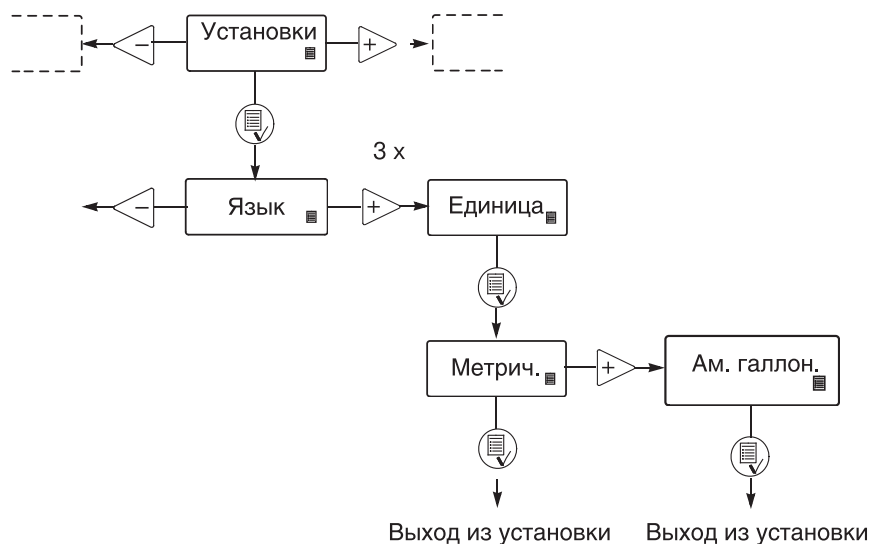 Установки
−
+
3 x
−
Язык
+
Единица
Метрич.
+
Ам. галлон.
Выход из установки
Выход из установки